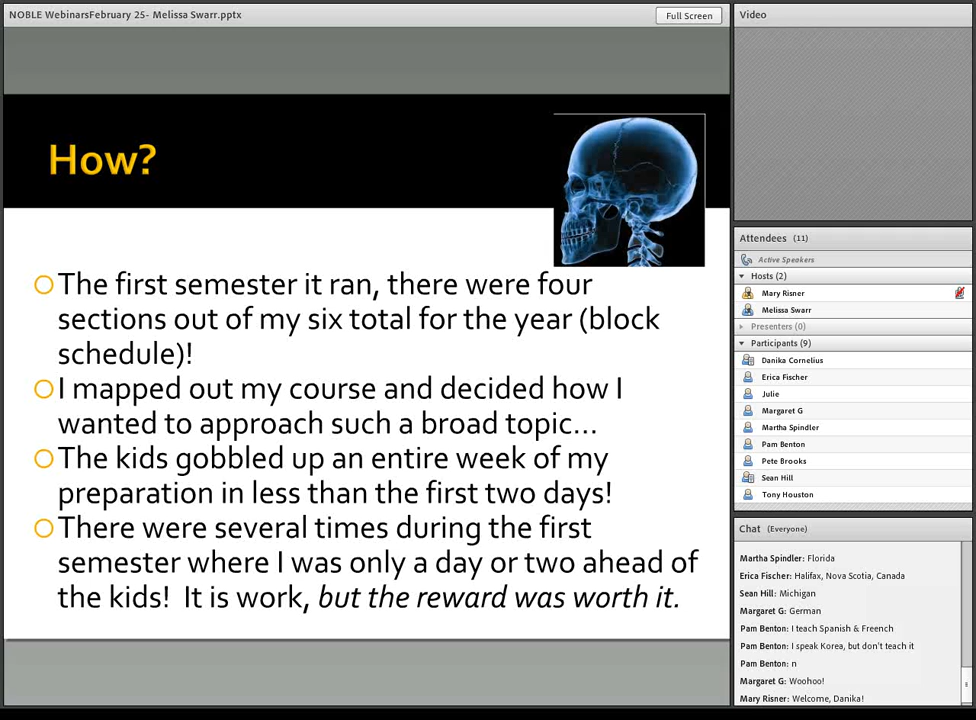 NOBLE WebinarsFebruary 25- Melissa Swarr.pptx
Full Screen
How?
The first semester it ran, there were four
sections out of my six total for the year (block
schedule)!
I mapped out my course and decided how I
wanted to approach such a broad topic...
The kids gobbled up an entire week of my
preparation in less than the first two days!
There were several times during the first
semester where I was only a day or two ahead of
the kids! It is work, but the reward was worth it.
Video
Attendees (11)
Active Speakers
Hosts (2)
Mary Risner
Melissa Swarr
Presenters (0)
Participants (9)
Danika Cornelius
Erica Fischer
Julie
Margaret G
Martha Spindler
Pam Benton
Pete Brooks
Sean Hill
Tony Houston
Chat (Everyone)
Martha Spindler: Florida
Erica Fischer: Halifax, Nova Scotia, Canada
Sean Hill: Michigan
Margaret G: German
Pam Benton: I teach Spanish & Freench
Pam Benton: I speak Korea, but don't teach it
Pam Benton: n
Margaret G: Woohoo!
Mary Risner: Welcome, Danika!